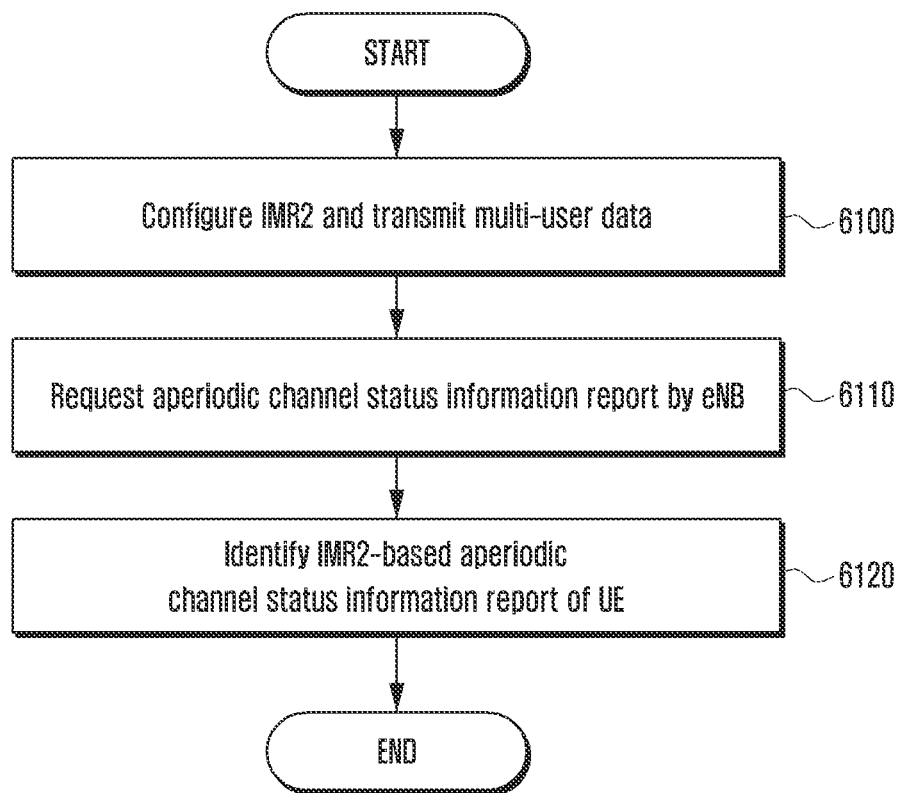 START
Configure IMR2 and transmit multi-user data
6100
Request aperiodic channel status information report by eNB
6110
Identify IMR2-based aperiodic
channel status information report of UE
6120
END